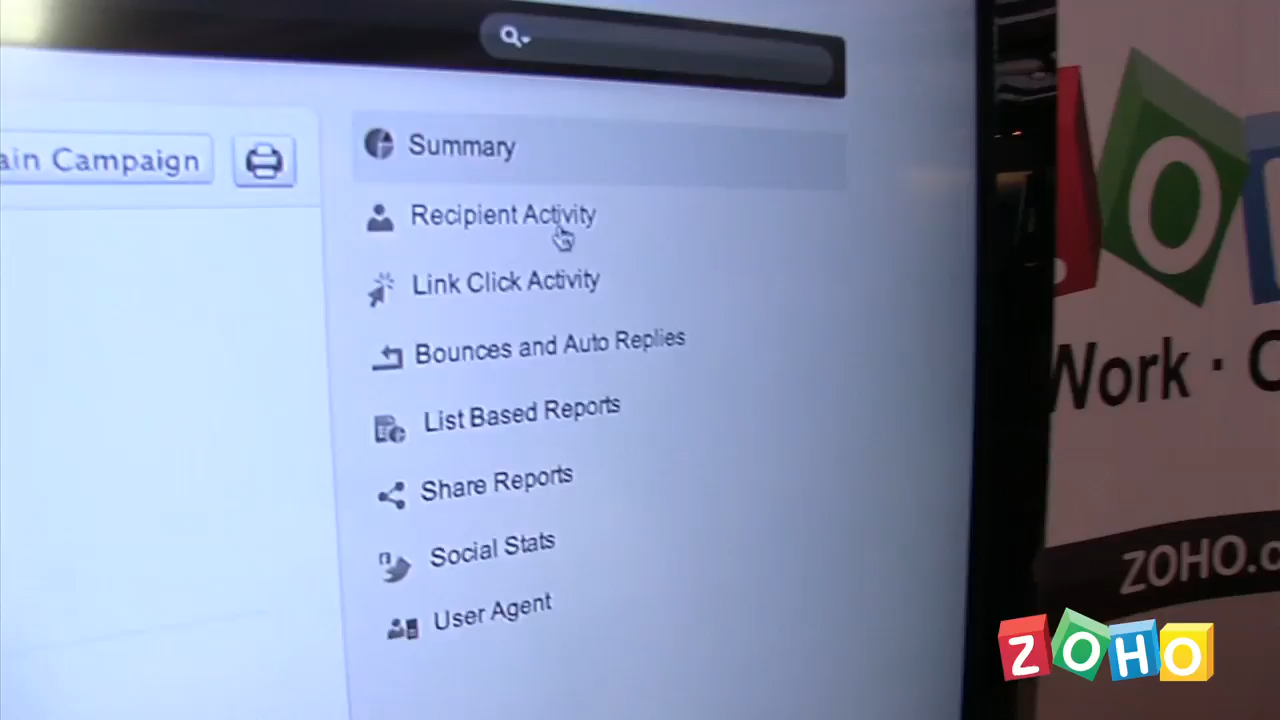 ain Campaign
Summary
Recipient Activity
Link Click Activity
Bounces and Auto Replies
List Based Reports
Share Reports
Social Stats
User Agent
O
Work ·
ZOHO.
ZOHO